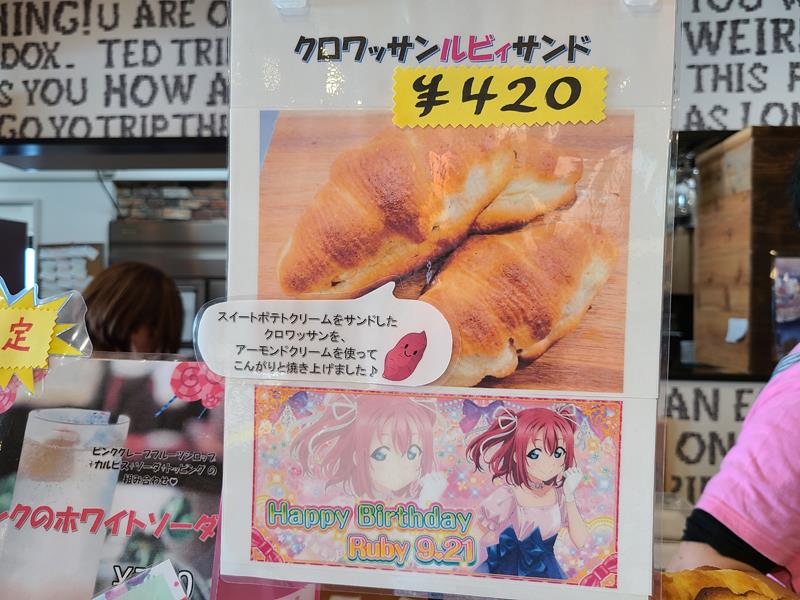 HING! U ARE O
DOX. TED TRI
S YOU HOW A
GO YO TRIP THE
YOU W
WEIR
THIS F
AS LON
クロワッサンルビィサンド
¥420
スイートポテトクリームをサンドした
クロワッサンを、
アーモンドクリームを使って
こんがりと焼き上げました♪
Happy Birthday
Ruby 9.21
定
ピンクグレープフルーツシロップ
+カルピス+ソーダ+トッピングの
組み合わせ♡
ンクのホワイトソーダ
AN E
ON